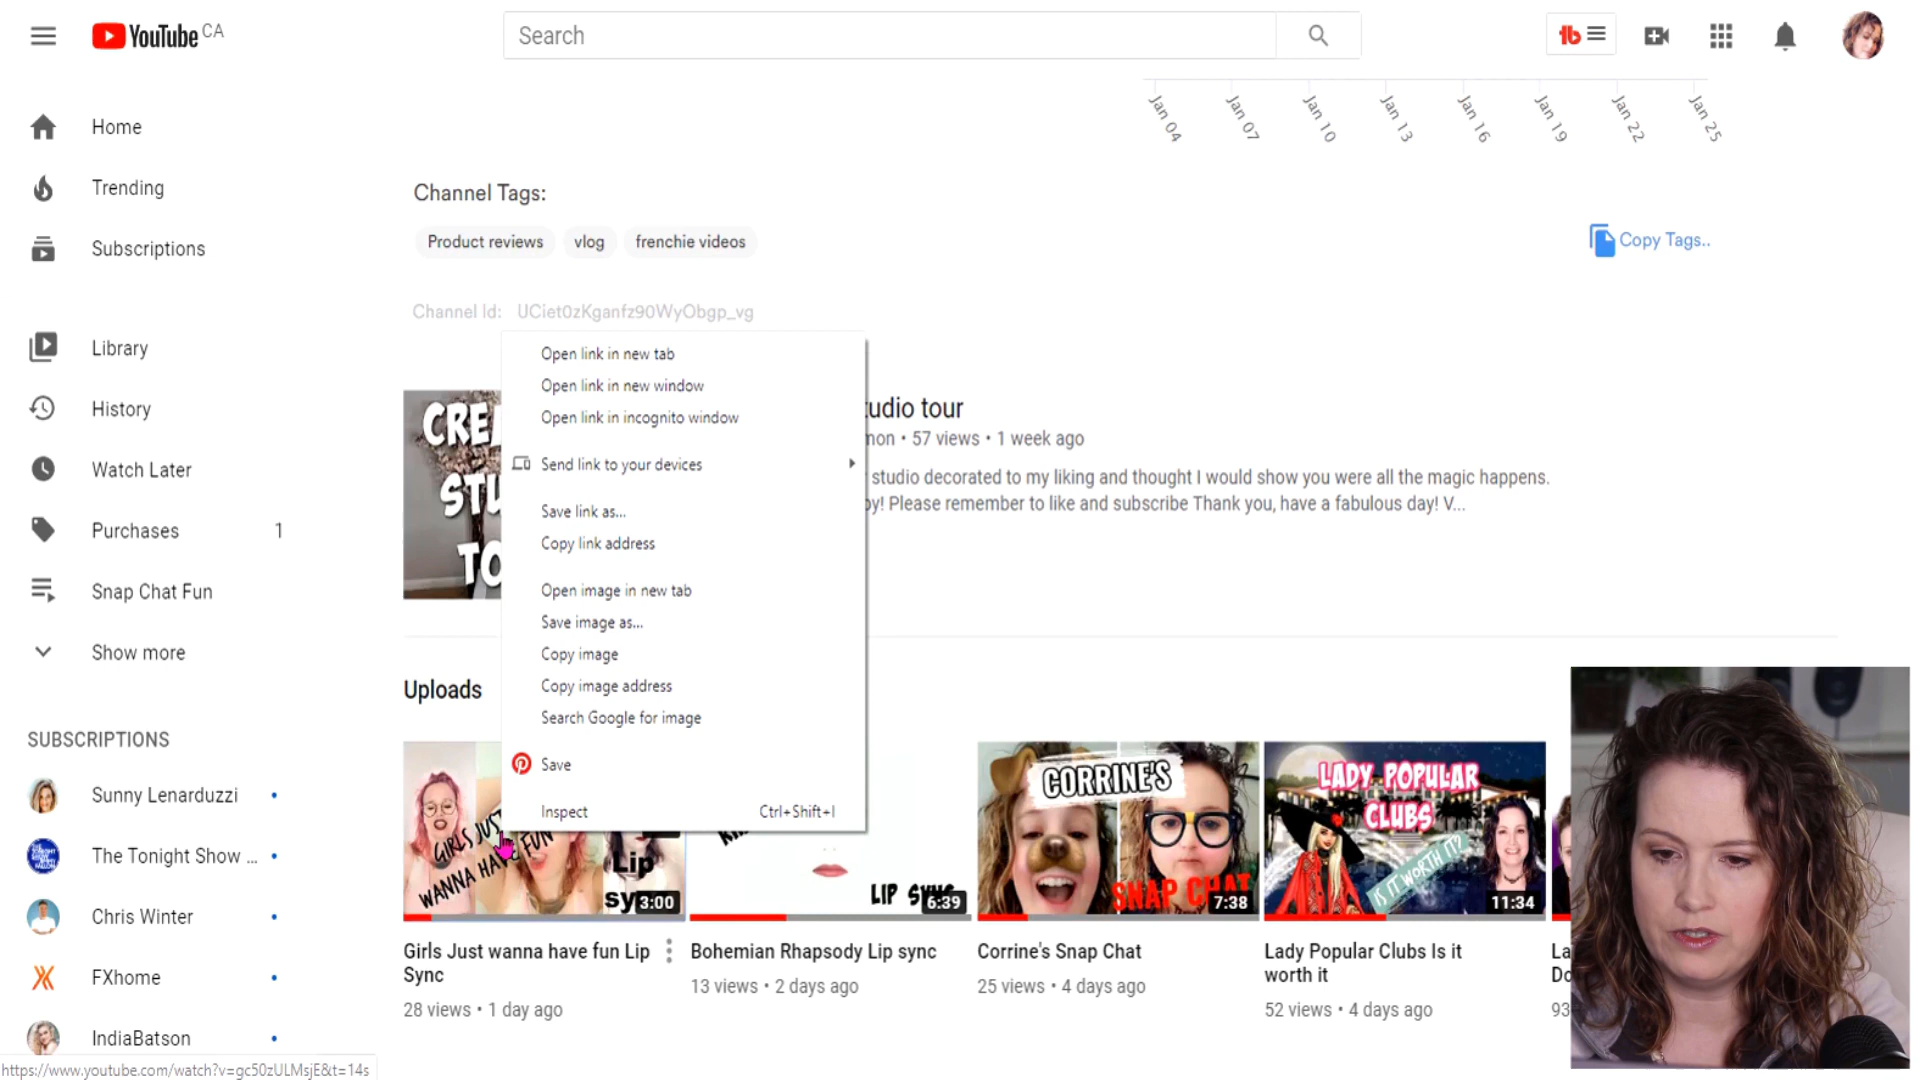 YouTube CA
Search
Jan 04
Jan 07
Jan 10
Jan 13
Jan 16
Jan 19
Jan 22
Jan 25
Home
Trending
Subscriptions
Library
History
Watch Later
Purchases 1
Snap Chat Fun
Show more
SUBSCRIPTIONS
Sunny Lenarduzzi
The Tonight Show ...
Chris Winter
FXhome
IndiaBatson
Channel Tags:
Product reviews vlog frenchie videos
Copy Tags..
Channel Id: UCiet0zKganfz90WyObgp_vg
Open link in new tab
Open link in new window
Open link in incognito window
Send link to your devices
Save link as...
Copy link address
Open image in new tab
Save image as...
Copy image
Copy image address
Search Google for image
Save
Inspect Ctrl+Shift+I
tour
• 57 views • 1 week ago
studio decorated to my liking and thought I would show you were all the magic happens.
Please remember to like and subscribe Thank you, have a fabulous day! V...
Uploads
GIRLS JUST
WANNA HAVE FUN
Lip
3:00
LIP SYNC
6:39
CORRINE'S
SNAP CHAT
7:38
LADY POPULAR
CLUBS
IS IT WORTH IT?
11:34
Girls Just wanna have fun Lip
Sync
28 views • 1 day ago
Bohemian Rhapsody Lip sync
13 views • 2 days ago
Corrine's Snap Chat
25 views • 4 days ago
Lady Popular Clubs Is it
worth it
52 views • 4 days ago
https://www.youtube.com/watch?v=gc50zULMsjE&t=14s